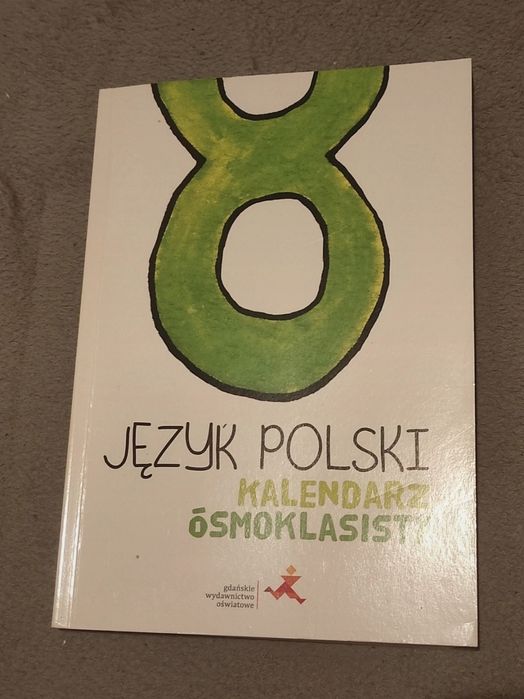 8
JĘZYK POLSKI
KALENDARZ
ÓSMOKLASISTY
gdańskie
wydawnictwo
oświatowe